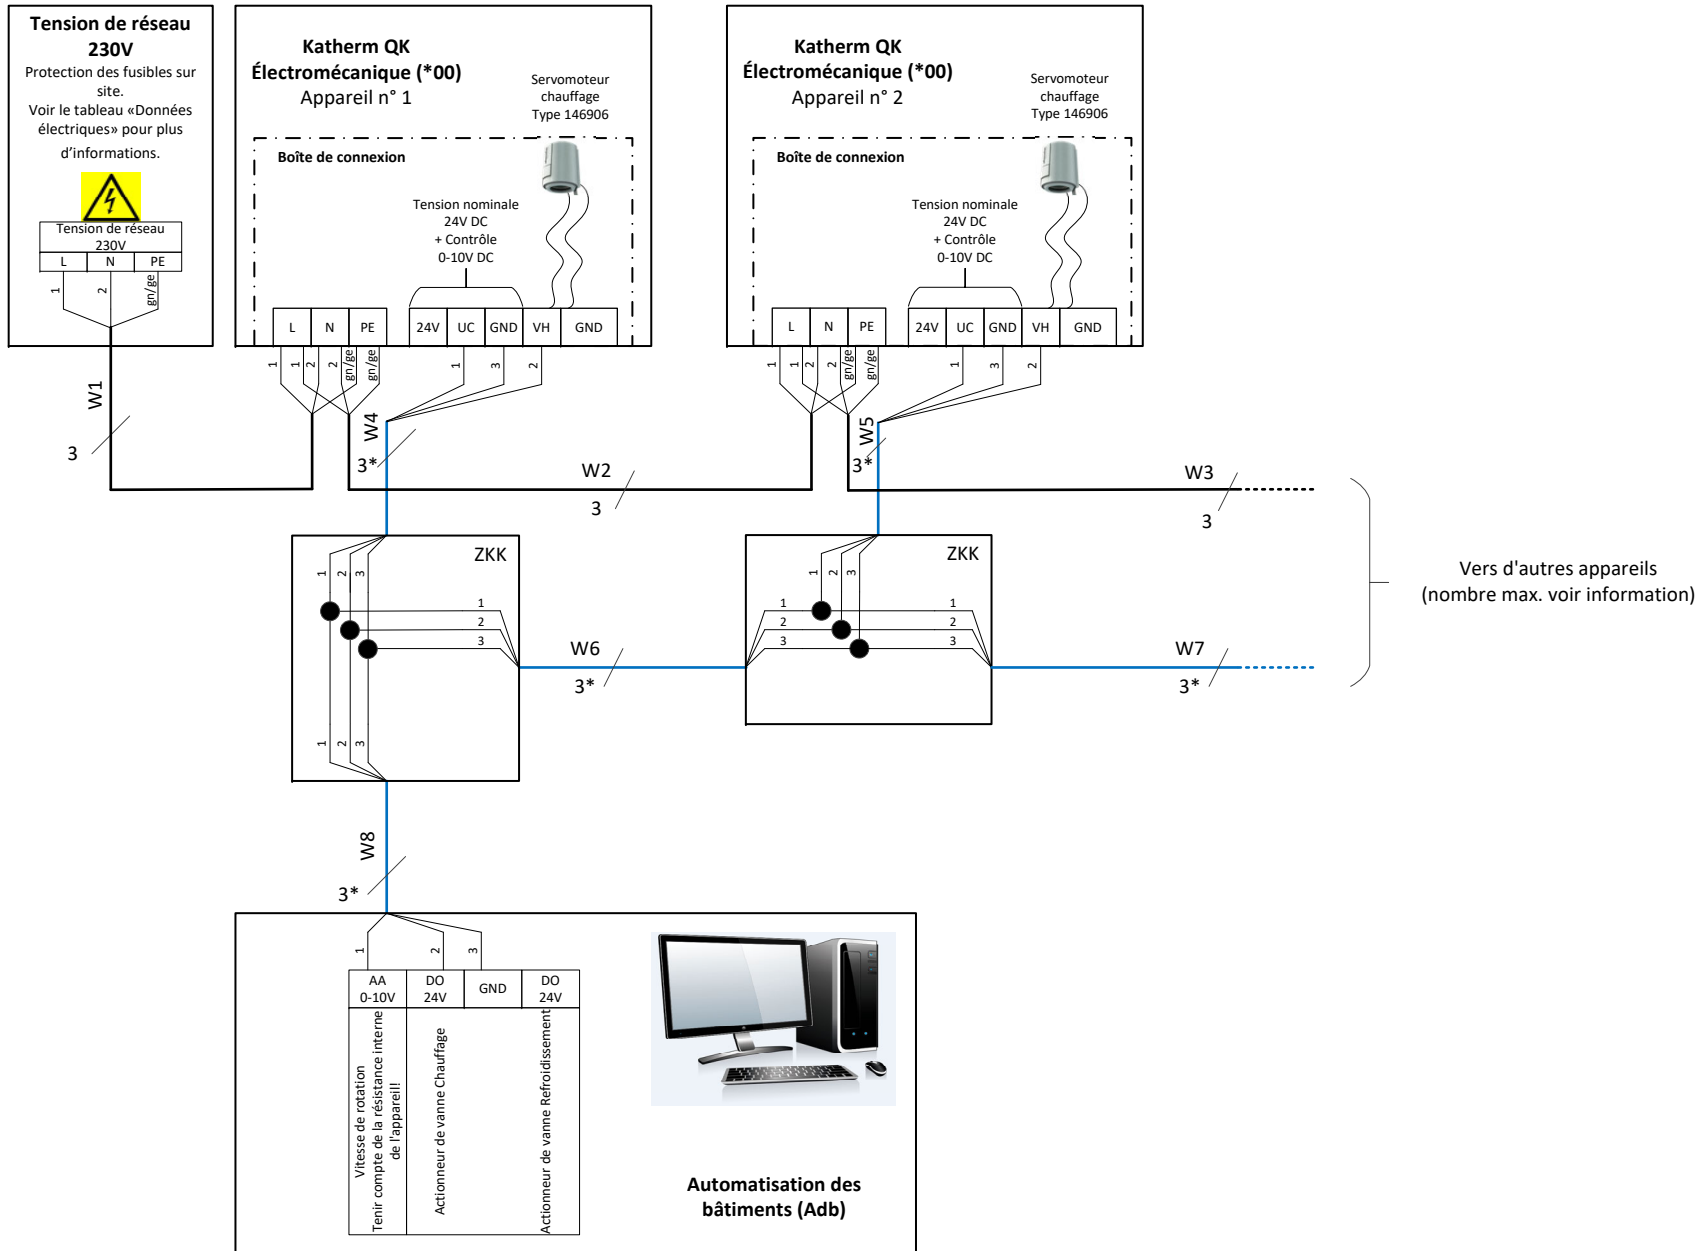 Tension de réseau
230V
Protection des fusibles sur
site.
Voir le tableau «Données
électriques» pour plus
d'informations.
Tension de réseau
230V
L N PE
1 2 gn/ge
W1
3
Katherm QK
Électromécanique (*00)
Appareil n° 1
Servomoteur
chauffage
Type 146906
Boîte de connexion
Tension nominale
24V DC
+ Contrôle
0-10V DC
L N PE 24V UC GND VH GND
1 1 2 2 gn/ge gn/ge 1 3 2
W4
3*
Katherm QK
Électromécanique (*00)
Appareil n° 2
Servomoteur
chauffage
Type 146906
Boîte de connexion
Tension nominale
24V DC
+ Contrôle
0-10V DC
L N PE 24V UC GND VH GND
1 1 2 2 gn/ge gn/ge 1 3 2
W5
3*
W2
3
W3
3
ZKK
1 2 3
1
2
3
1 2 3
W6
3*
ZKK
1 2 3
1 1
2 2
3 3
W7
3*
Vers d'autres appareils
(nombre max. voir information)
W8
3*
1 2 3
AA
0-10V
DO
24V
GND
DO
24V
Vitesse de rotation
Tenir compte de la résistance interne
de l'appareil!
Actionneur de vanne Chauffage
Actionneur de vanne Refroidissement
Automatisation des
bâtiments (Adb)